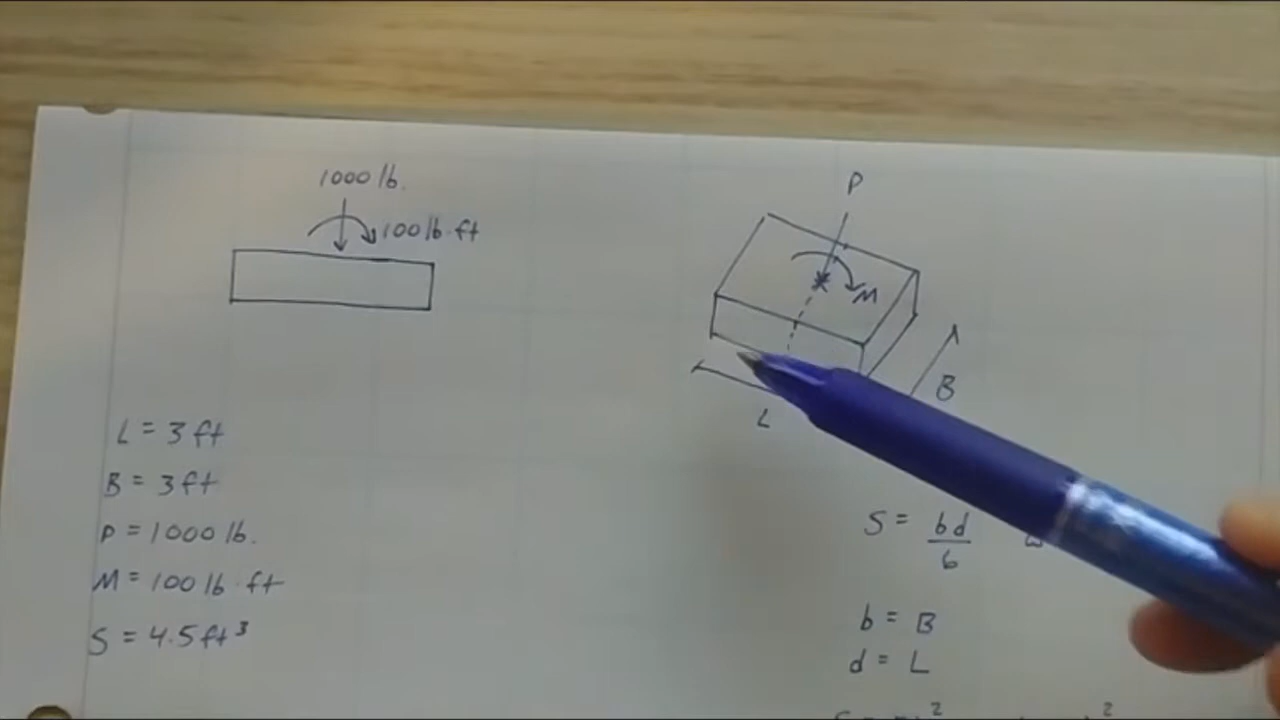 1000 lb.
100 lb·ft
L = 3 ft
B = 3 ft
P = 1000 lb.
M = 100 lb·ft
S = 4.5 ft³
P
M
B
L
S = bd
6
b = B
d = L